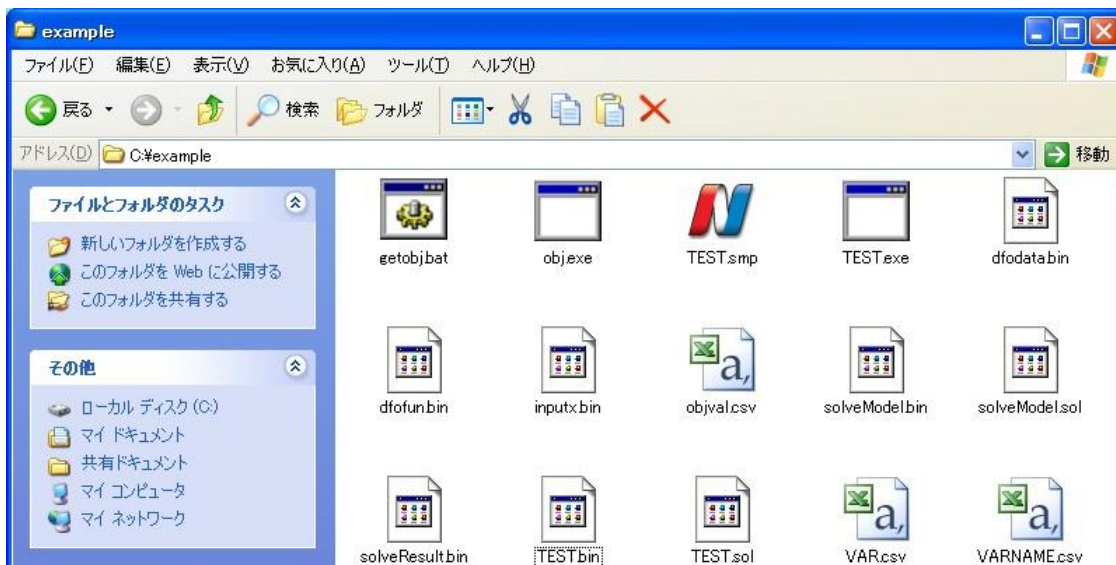 example
ファイル(F) 編集(E) 表示(V) お気に入り(A) ツール(T) ヘルプ(H)
戻る 検索 フォルダ
アドレス(D) C:¥example 移動
ファイルとフォルダのタスク
新しいフォルダを作成する
このフォルダを Web に公開する
このフォルダを共有する
その他
ローカル ディスク (C:)
マイ ドキュメント
共有ドキュメント
マイ コンピュータ
マイ ネットワーク
getobj.bat obj.exe TEST.smp TEST.exe dfodata.bin
dfofun.bin inputx.bin objval.csv solveModel.bin solveModel.sol
solveResult.bin TEST.bin TEST.sol VAR.csv VARNAME.csv